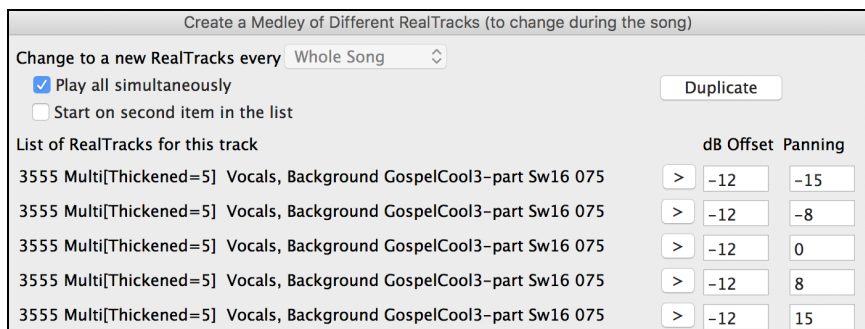 Create a Medley of Different RealTracks (to change during the song)
Change to a new RealTracks every Whole Song
Play all simultaneously Duplicate
Start on second item in the list
List of RealTracks for this track dB Offset Panning
3555 Multi[Thickened=5] Vocals, Background GospelCool3-part Sw16 075 > -12 -15
3555 Multi[Thickened=5] Vocals, Background GospelCool3-part Sw16 075 > -12 -8
3555 Multi[Thickened=5] Vocals, Background GospelCool3-part Sw16 075 > -12 0
3555 Multi[Thickened=5] Vocals, Background GospelCool3-part Sw16 075 > -12 8
3555 Multi[Thickened=5] Vocals, Background GospelCool3-part Sw16 075 > -12 15